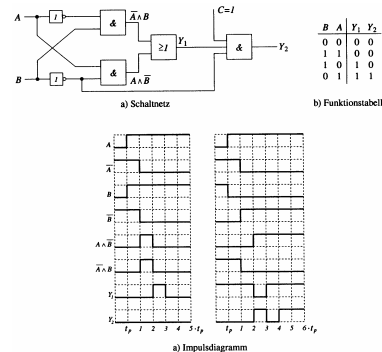 C=1
A 1 & A̅∧B
≥1 Y₁ & Y₂
B 1 & A∧B̅
a) Schaltnetz
B A Y₁ Y₂
0 0 0 0
1 1 0 0
1 0 1 0
0 1 1 1
b) Funktionstabell
A
A̅
B
B̅
A∧B̅
A̅∧B
Y₁
Y₂
tₚ 1 2 3 4 5·tₚ
tₚ 1 2 3 4 5 6·tₚ
a) Impulsdiagramm